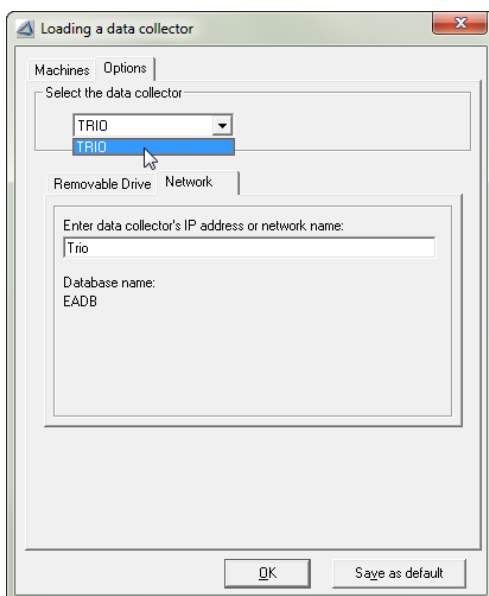 Loading a data collector
Machines Options
Select the data collector
TRIO
TRIO
Removable Drive Network
Enter data collector's IP address or network name:
Trio
Database name:
EADB
OK Save as default